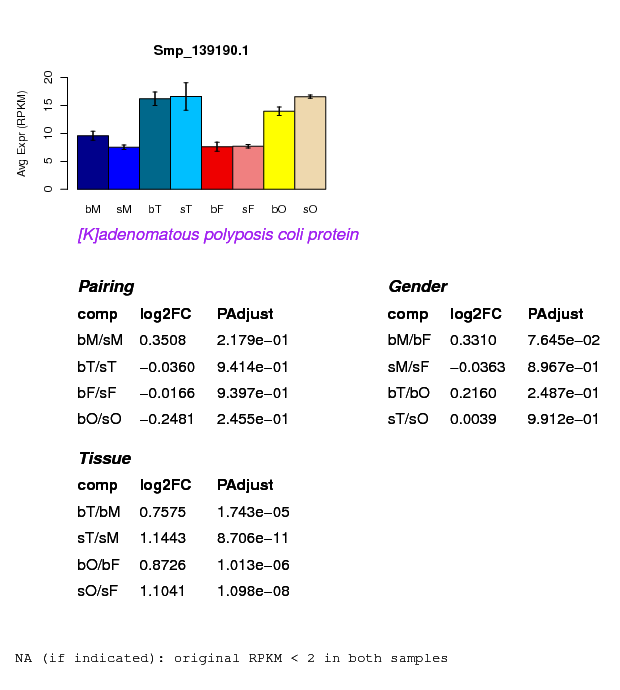 Smp_139190.1
Avg Expr (RPKM)
20
15
10
5
0
bM sM bT sT bF sF bO sO
[K]adenomatous polyposis coli protein
Pairing
comp log2FC PAdjust
bM/sM 0.3508 2.179e−01
bT/sT −0.0360 9.414e−01
bF/sF −0.0166 9.397e−01
bO/sO −0.2481 2.455e−01
Gender
comp log2FC PAdjust
bM/bF 0.3310 7.645e−02
sM/sF −0.0363 8.967e−01
bT/bO 0.2160 2.487e−01
sT/sO 0.0039 9.912e−01
Tissue
comp log2FC PAdjust
bT/bM 0.7575 1.743e−05
sT/sM 1.1443 8.706e−11
bO/bF 0.8726 1.013e−06
sO/sF 1.1041 1.098e−08
NA (if indicated): original RPKM < 2 in both samples